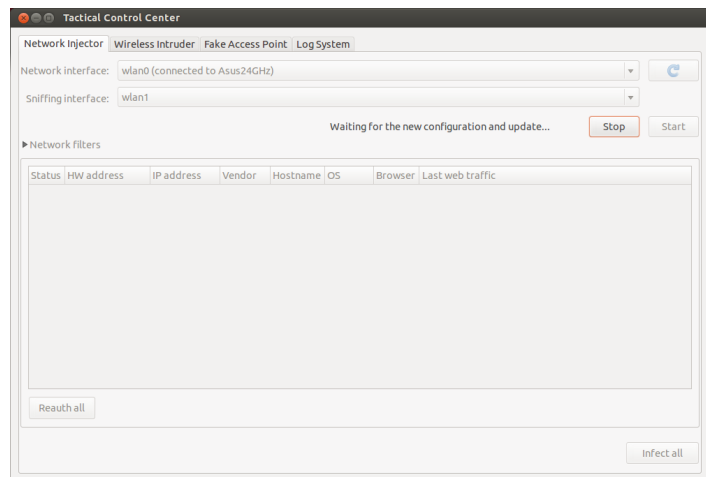 Tactical Control Center
Network Injector Wireless Intruder Fake Access Point Log System
Network interface: wlan0 (connected to Asus24GHz)
Sniffing interface: wlan1
Waiting for the new configuration and update... Stop Start
Network filters
Status HW address IP address Vendor Hostname OS Browser Last web traffic
Reauth all
Infect all